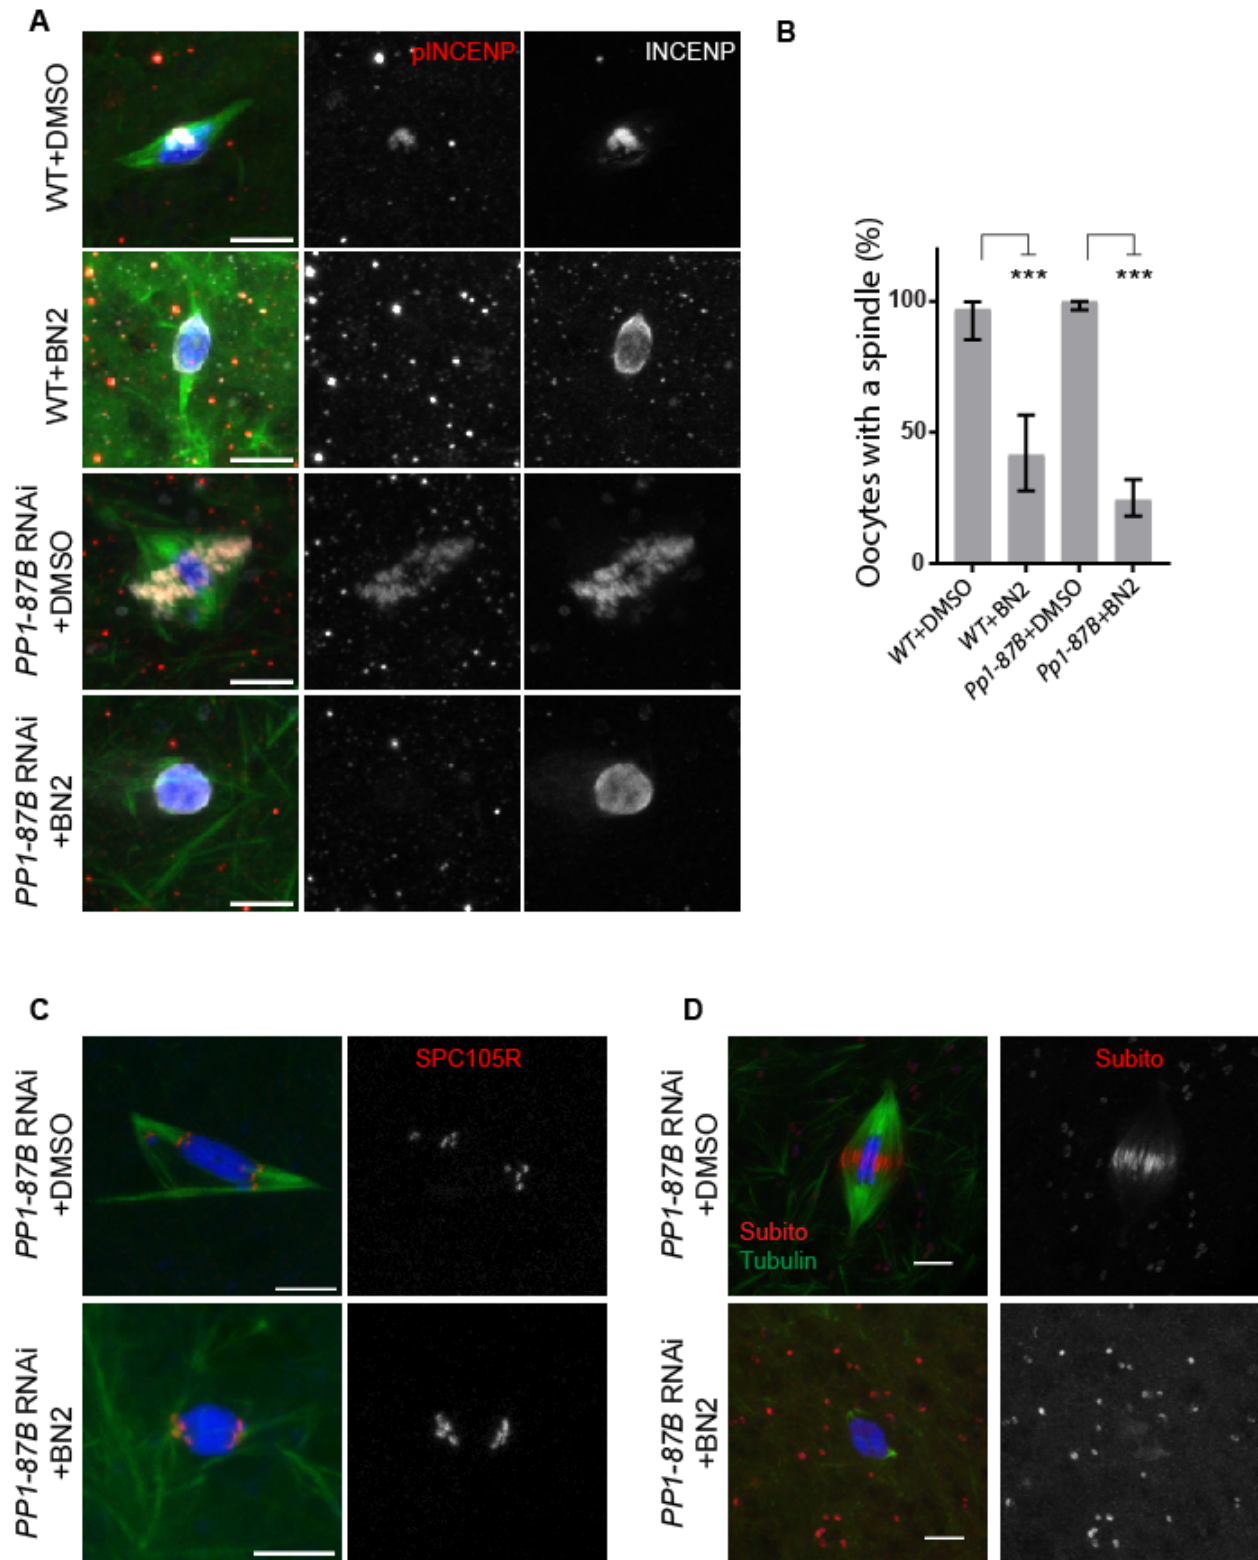 A
pINCENP
INCENP
WT+DMSO
WT+BN2
PP1-87B RNAi
+DMSO
PP1-87B RNAi
+BN2
B
Oocytes with a spindle (%)
100
50
0
***
***
WT+DMSO
WT+BN2
Pp1-87B+DMSO
Pp1-87B+BN2
C
SPC105R
PP1-87B RNAi
+DMSO
PP1-87B RNAi
+BN2
D
Subito
PP1-87B RNAi
+DMSO
Subito
Tubulin
PP1-87B RNAi
+BN2